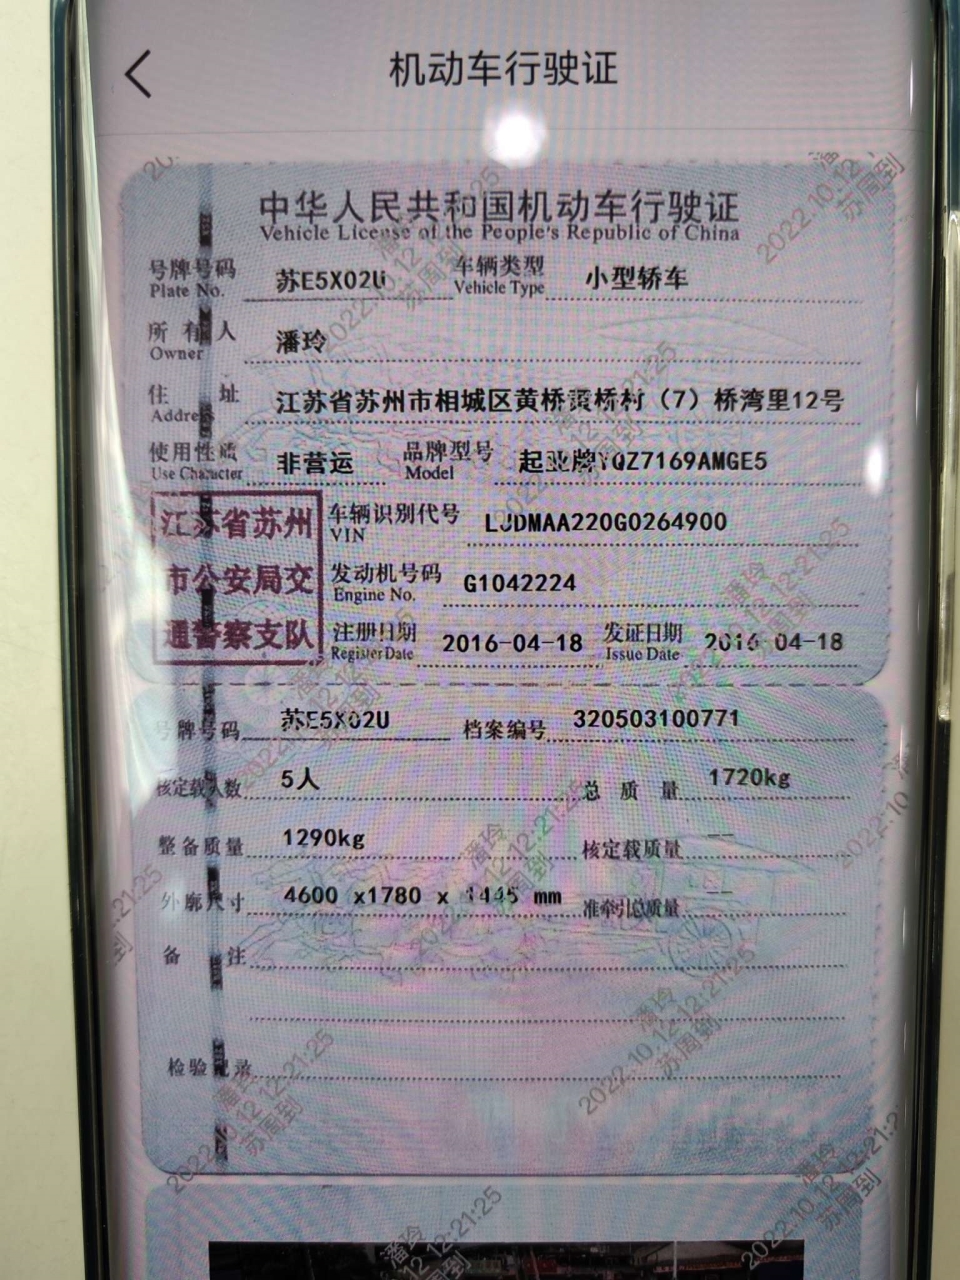 机动车行驶证
中华人民共和国机动车行驶证
Vehicle License of the People's Republic of China
号牌号码 苏E5X02U 车辆类型 小型轿车
Plate No. Vehicle Type
所有人 潘玲
Owner
住址 江苏省苏州市相城区黄桥黄桥村（7）桥湾里12号
Address
使用性质 非营运 品牌型号 起亚牌YQZ7169AMGE5
Use Character Model
江苏省苏州
市公安局交
通警察支队
车辆识别代号 LJDMAA220G0264900
VIN
发动机号码 G1042224
Engine No.
注册日期 2016-04-18 发证日期 2016-04-18
Register Date Issue Date
号牌号码 苏E5X02U 档案编号 320503100771
核定载人数 5人 总质量 1720kg
整备质量 1290kg 核定载质量 --
外廓尺寸 4600 x1780 x 1445 mm 准牵引总质量 --
备注
检验记录
潘玲
2022.10.12 12:21:25
苏周到